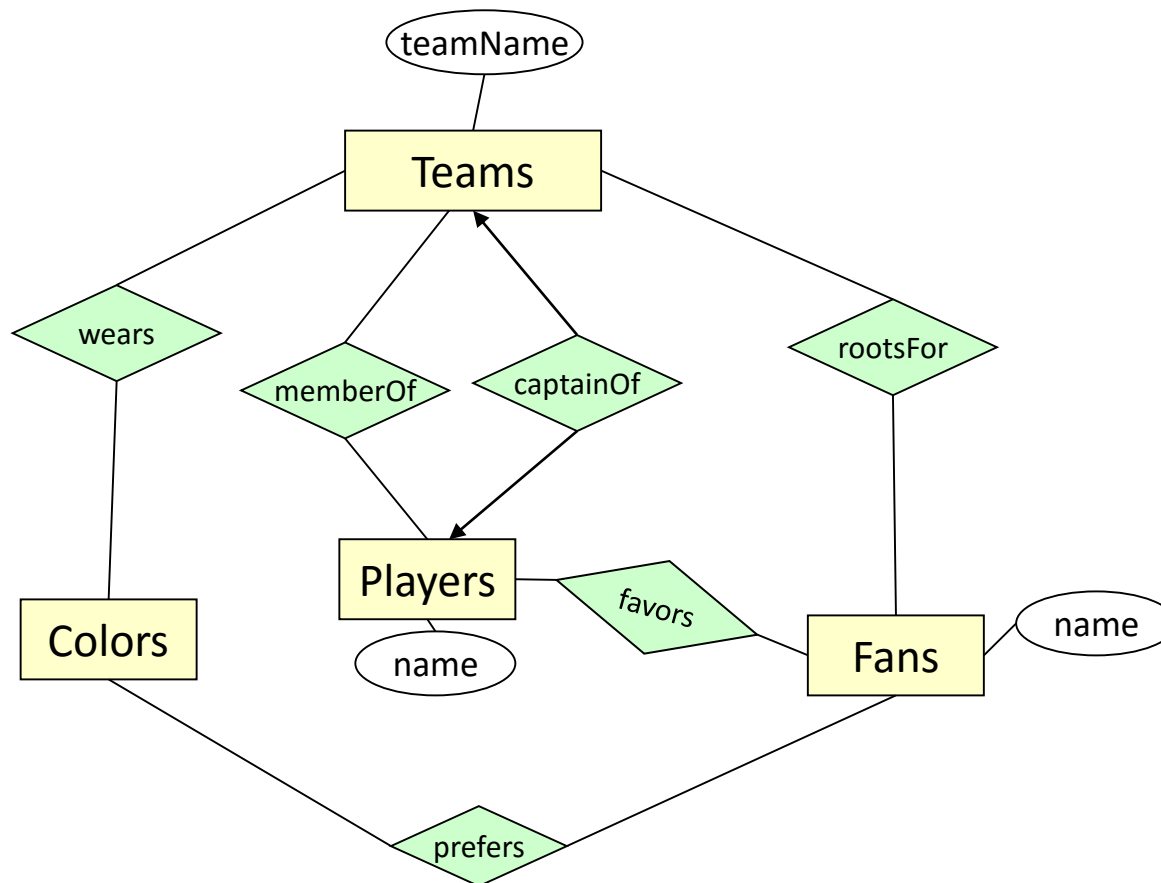 teamName
Teams
wears
memberOf
captainOf
rootsFor
Players
favors
Colors
name
Fans
name
prefers